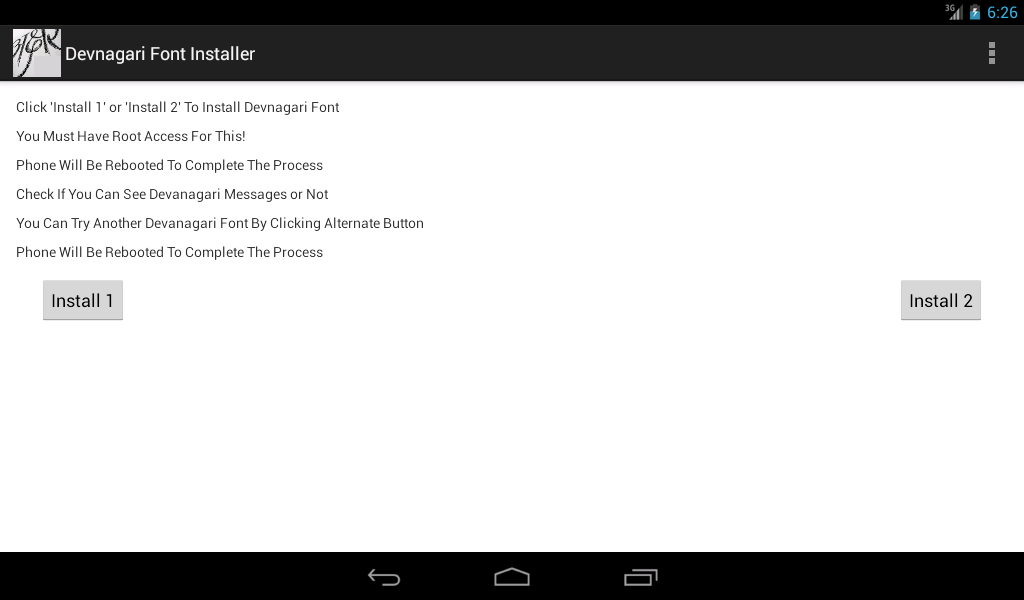 3G 6:26
Devnagari Font Installer
Click 'Install 1' or 'Install 2' To Install Devnagari Font
You Must Have Root Access For This!
Phone Will Be Rebooted To Complete The Process
Check If You Can See Devanagari Messages or Not
You Can Try Another Devanagari Font By Clicking Alternate Button
Phone Will Be Rebooted To Complete The Process
Install 1 Install 2